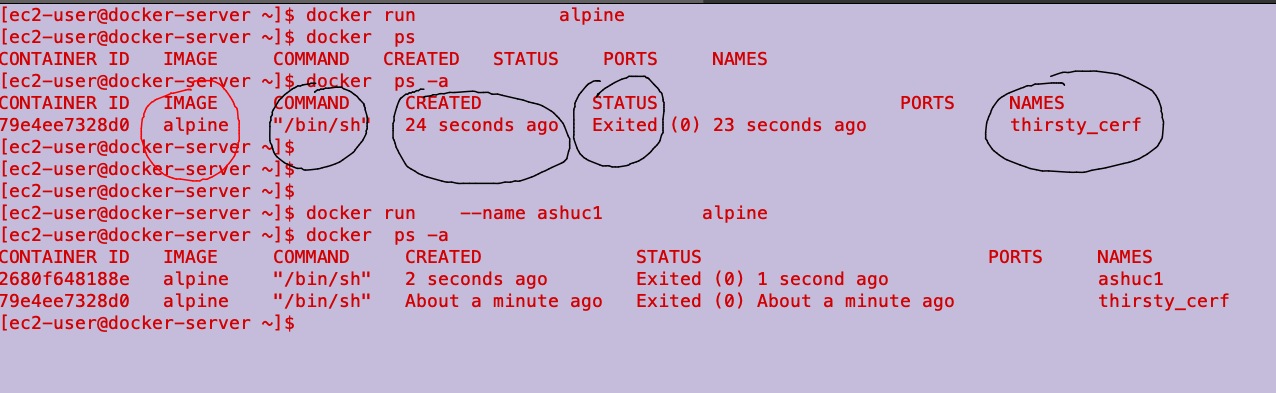 [ec2-user@docker-server ~]$ docker run             alpine
[ec2-user@docker-server ~]$ docker  ps
CONTAINER ID   IMAGE     COMMAND   CREATED   STATUS    PORTS     NAMES
[ec2-user@docker-server ~]$ docker  ps -a
CONTAINER ID   IMAGE     COMMAND     CREATED          STATUS                      PORTS     NAMES
79e4ee7328d0   alpine    "/bin/sh"   24 seconds ago   Exited (0) 23 seconds ago             thirsty_cerf
[ec2-user@docker-server ~]$
[ec2-user@docker-server ~]$
[ec2-user@docker-server ~]$
[ec2-user@docker-server ~]$ docker run    --name ashuc1         alpine
[ec2-user@docker-server ~]$ docker  ps -a
CONTAINER ID   IMAGE     COMMAND     CREATED              STATUS                          PORTS     NAMES
2680f648188e   alpine    "/bin/sh"   2 seconds ago        Exited (0) 1 second ago                   ashuc1
79e4ee7328d0   alpine    "/bin/sh"   About a minute ago   Exited (0) About a minute ago             thirsty_cerf
[ec2-user@docker-server ~]$